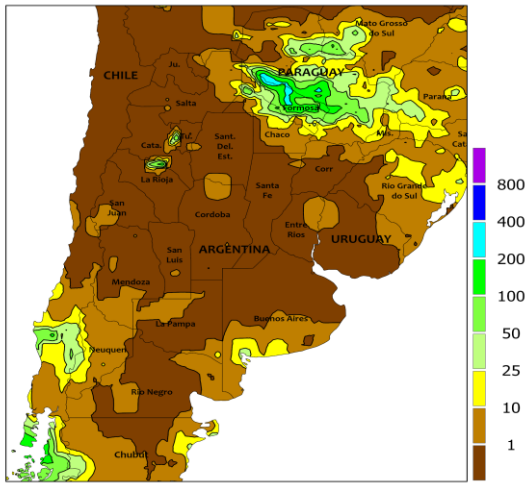 Mato Grosso
do Sul
CHILE
Ju.
PARAGUAY
Salta
Formosa
Parana
Tu.
Cata.
Sant.
Del.
Est.
Chaco
Mis.
Sa
Cata
La Rioja
Corr
Santa
Fe
Rio Grande
do Sul
San
Juan
Cordoba
Entre
Rios
URUGUAY
San
Luis
ARGENTINA
Mendoza
La Pampa
Buenos Aires
Neuquen
Rio Negro
Chubut
800
400
200
100
50
25
10
1